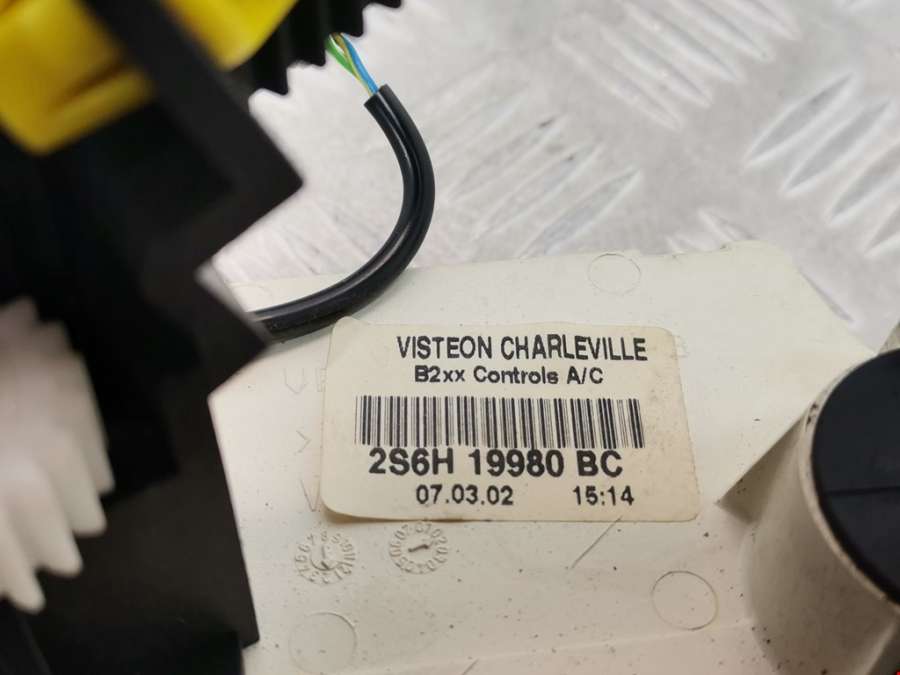 VISTEON CHARLEVILLE
B2xx Controls A/C
2S6H 19980 BC
07.03.02 15:14